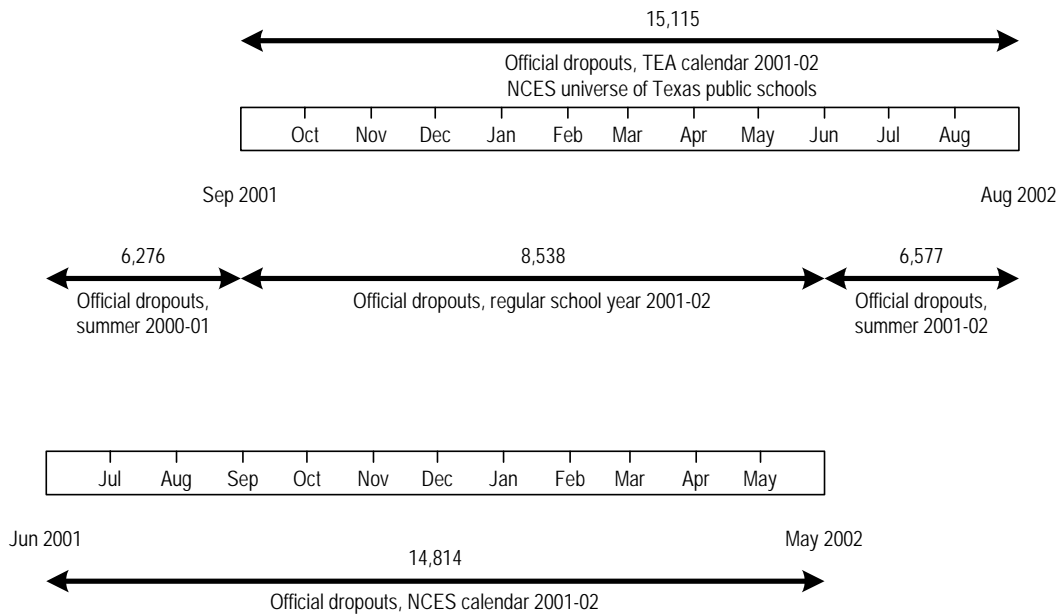 15,115
Official dropouts, TEA calendar 2001-02
NCES universe of Texas public schools
Oct Nov Dec Jan Feb Mar Apr May Jun Jul Aug
Sep 2001 Aug 2002
6,276 8,538 6,577
Official dropouts, Official dropouts, regular school year 2001-02 Official dropouts,
summer 2000-01 summer 2001-02
Jul Aug Sep Oct Nov Dec Jan Feb Mar Apr May
Jun 2001 May 2002
14,814
Official dropouts, NCES calendar 2001-02